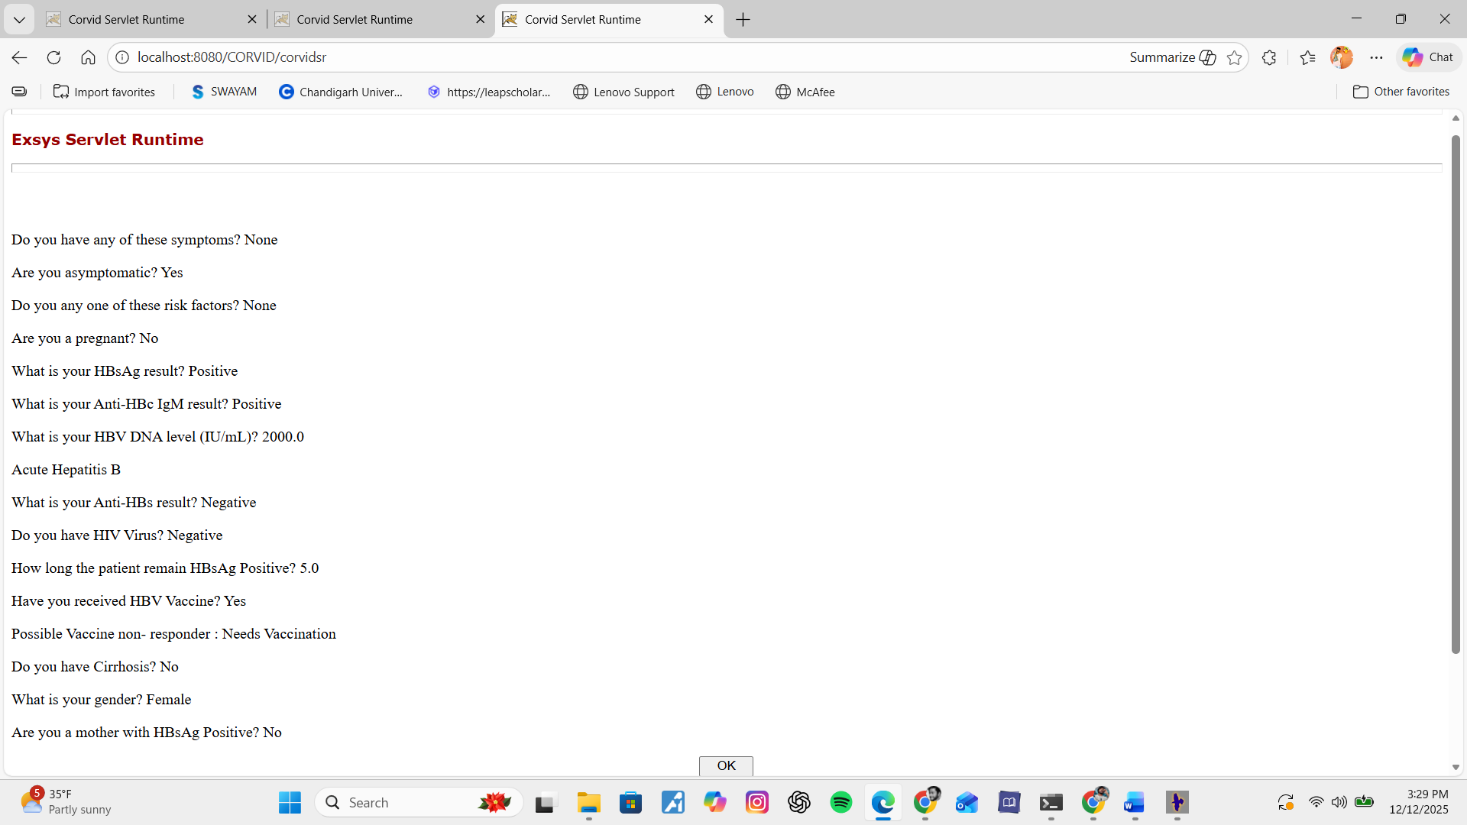 Corvid Servlet Runtime
Corvid Servlet Runtime
Corvid Servlet Runtime
localhost:8080/CORVID/corvidsr
Summarize
Chat
Import favorites
SWAYAM
Chandigarh Univer...
https://leapscholar...
Lenovo Support
Lenovo
McAfee
Other favorites
Exsys Servlet Runtime
Do you have any of these symptoms? None
Are you asymptomatic? Yes
Do you any one of these risk factors? None
Are you a pregnant? No
What is your HBsAg result? Positive
What is your Anti-HBc IgM result? Positive
What is your HBV DNA level (IU/mL)? 2000.0
Acute Hepatitis B
What is your Anti-HBs result? Negative
Do you have HIV Virus? Negative
How long the patient remain HBsAg Positive? 5.0
Have you received HBV Vaccine? Yes
Possible Vaccine non- responder : Needs Vaccination
Do you have Cirrhosis? No
What is your gender? Female
Are you a mother with HBsAg Positive? No
OK
5
35°F
Partly sunny
Search
3:29 PM
12/12/2025